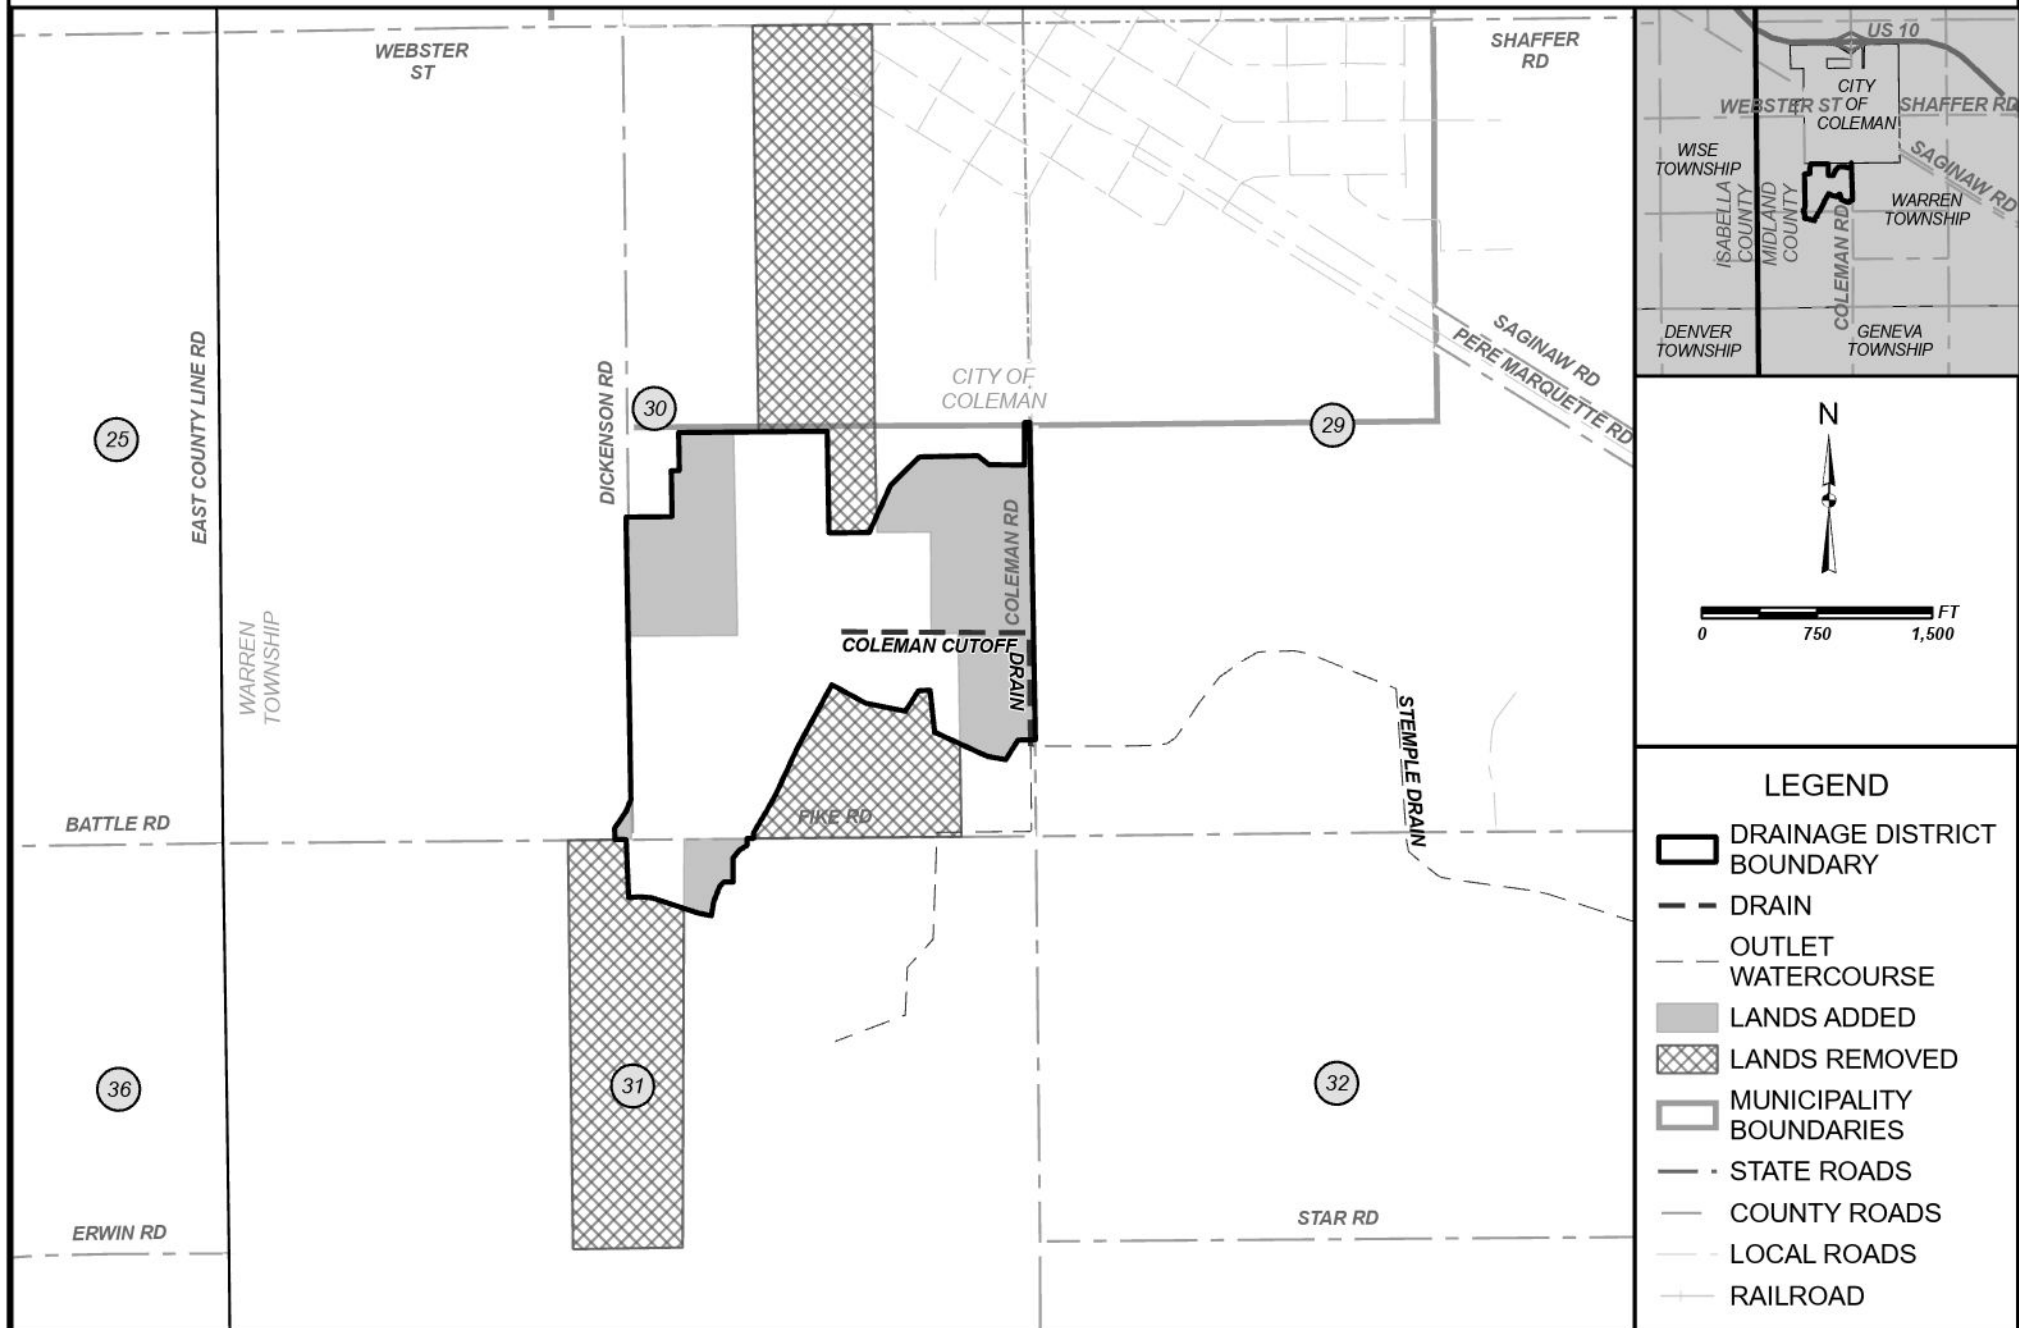 WEBSTER
ST
SHAFFER
RD
EAST COUNTY LINE RD
DICKENSON RD
CITY OF
COLEMAN
SAGINAW RD
PERE MARQUETTE RD
25
30
29
WARREN
TOWNSHIP
COLEMAN RD
COLEMAN CUTOFF
DRAIN
STEMPLE DRAIN
BATTLE RD
PIKE RD
36
31
32
ERWIN RD
STAR RD
US 10
CITY
OF
COLEMAN
WEBSTER ST
SHAFFER RD
WISE
TOWNSHIP
SAGINAW RD
ISABELLA
COUNTY
MIDLAND
COUNTY
COLEMAN RD
WARREN
TOWNSHIP
DENVER
TOWNSHIP
GENEVA
TOWNSHIP
N
FT
0 750 1,500
LEGEND
DRAINAGE DISTRICT
BOUNDARY
DRAIN
OUTLET
WATERCOURSE
LANDS ADDED
LANDS REMOVED
MUNICIPALITY
BOUNDARIES
STATE ROADS
COUNTY ROADS
LOCAL ROADS
RAILROAD